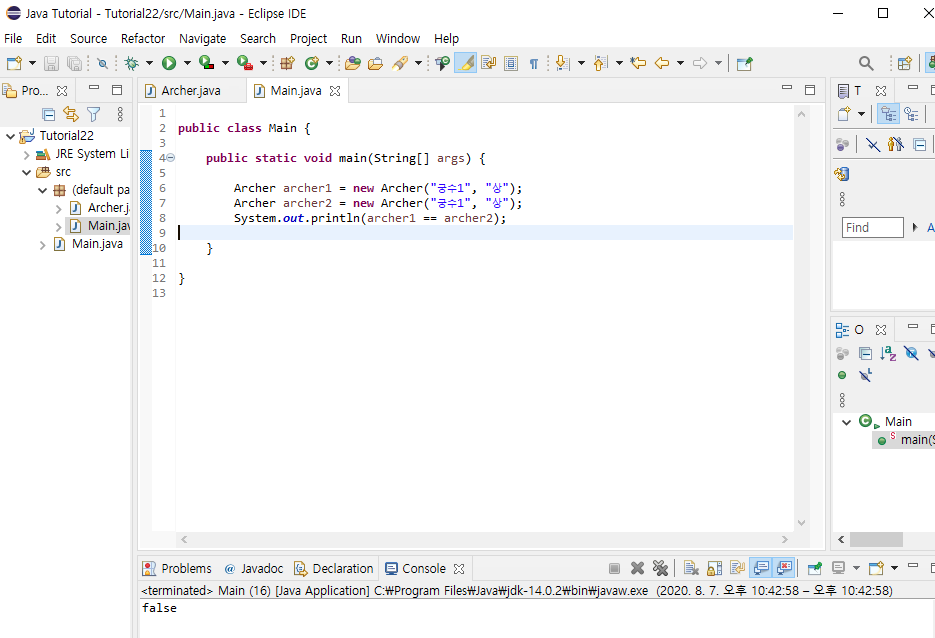 Java Tutorial - Tutorial22/src/Main.java - Eclipse IDE
File Edit Source Refactor Navigate Search Project Run Window Help
Pro...
Archer.java
Main.java
T
Tutorial22
JRE System Li
src
(default pa
Archer.j
Main.jav
Main.java
1
2 public class Main {
3
4 public static void main(String[] args) {
5
6 Archer archer1 = new Archer("궁수1", "상");
7 Archer archer2 = new Archer("궁수1", "상");
8 System.out.println(archer1 == archer2);
9
10 }
11
12 }
13
Find
A
O
Main
main(S
Problems @ Javadoc Declaration Console
<terminated> Main (16) [Java Application] C:₩Program Files₩Java₩jdk-14.0.2₩bin₩javaw.exe (2020. 8. 7. 오후 10:42:58 – 오후 10:42:58)
false